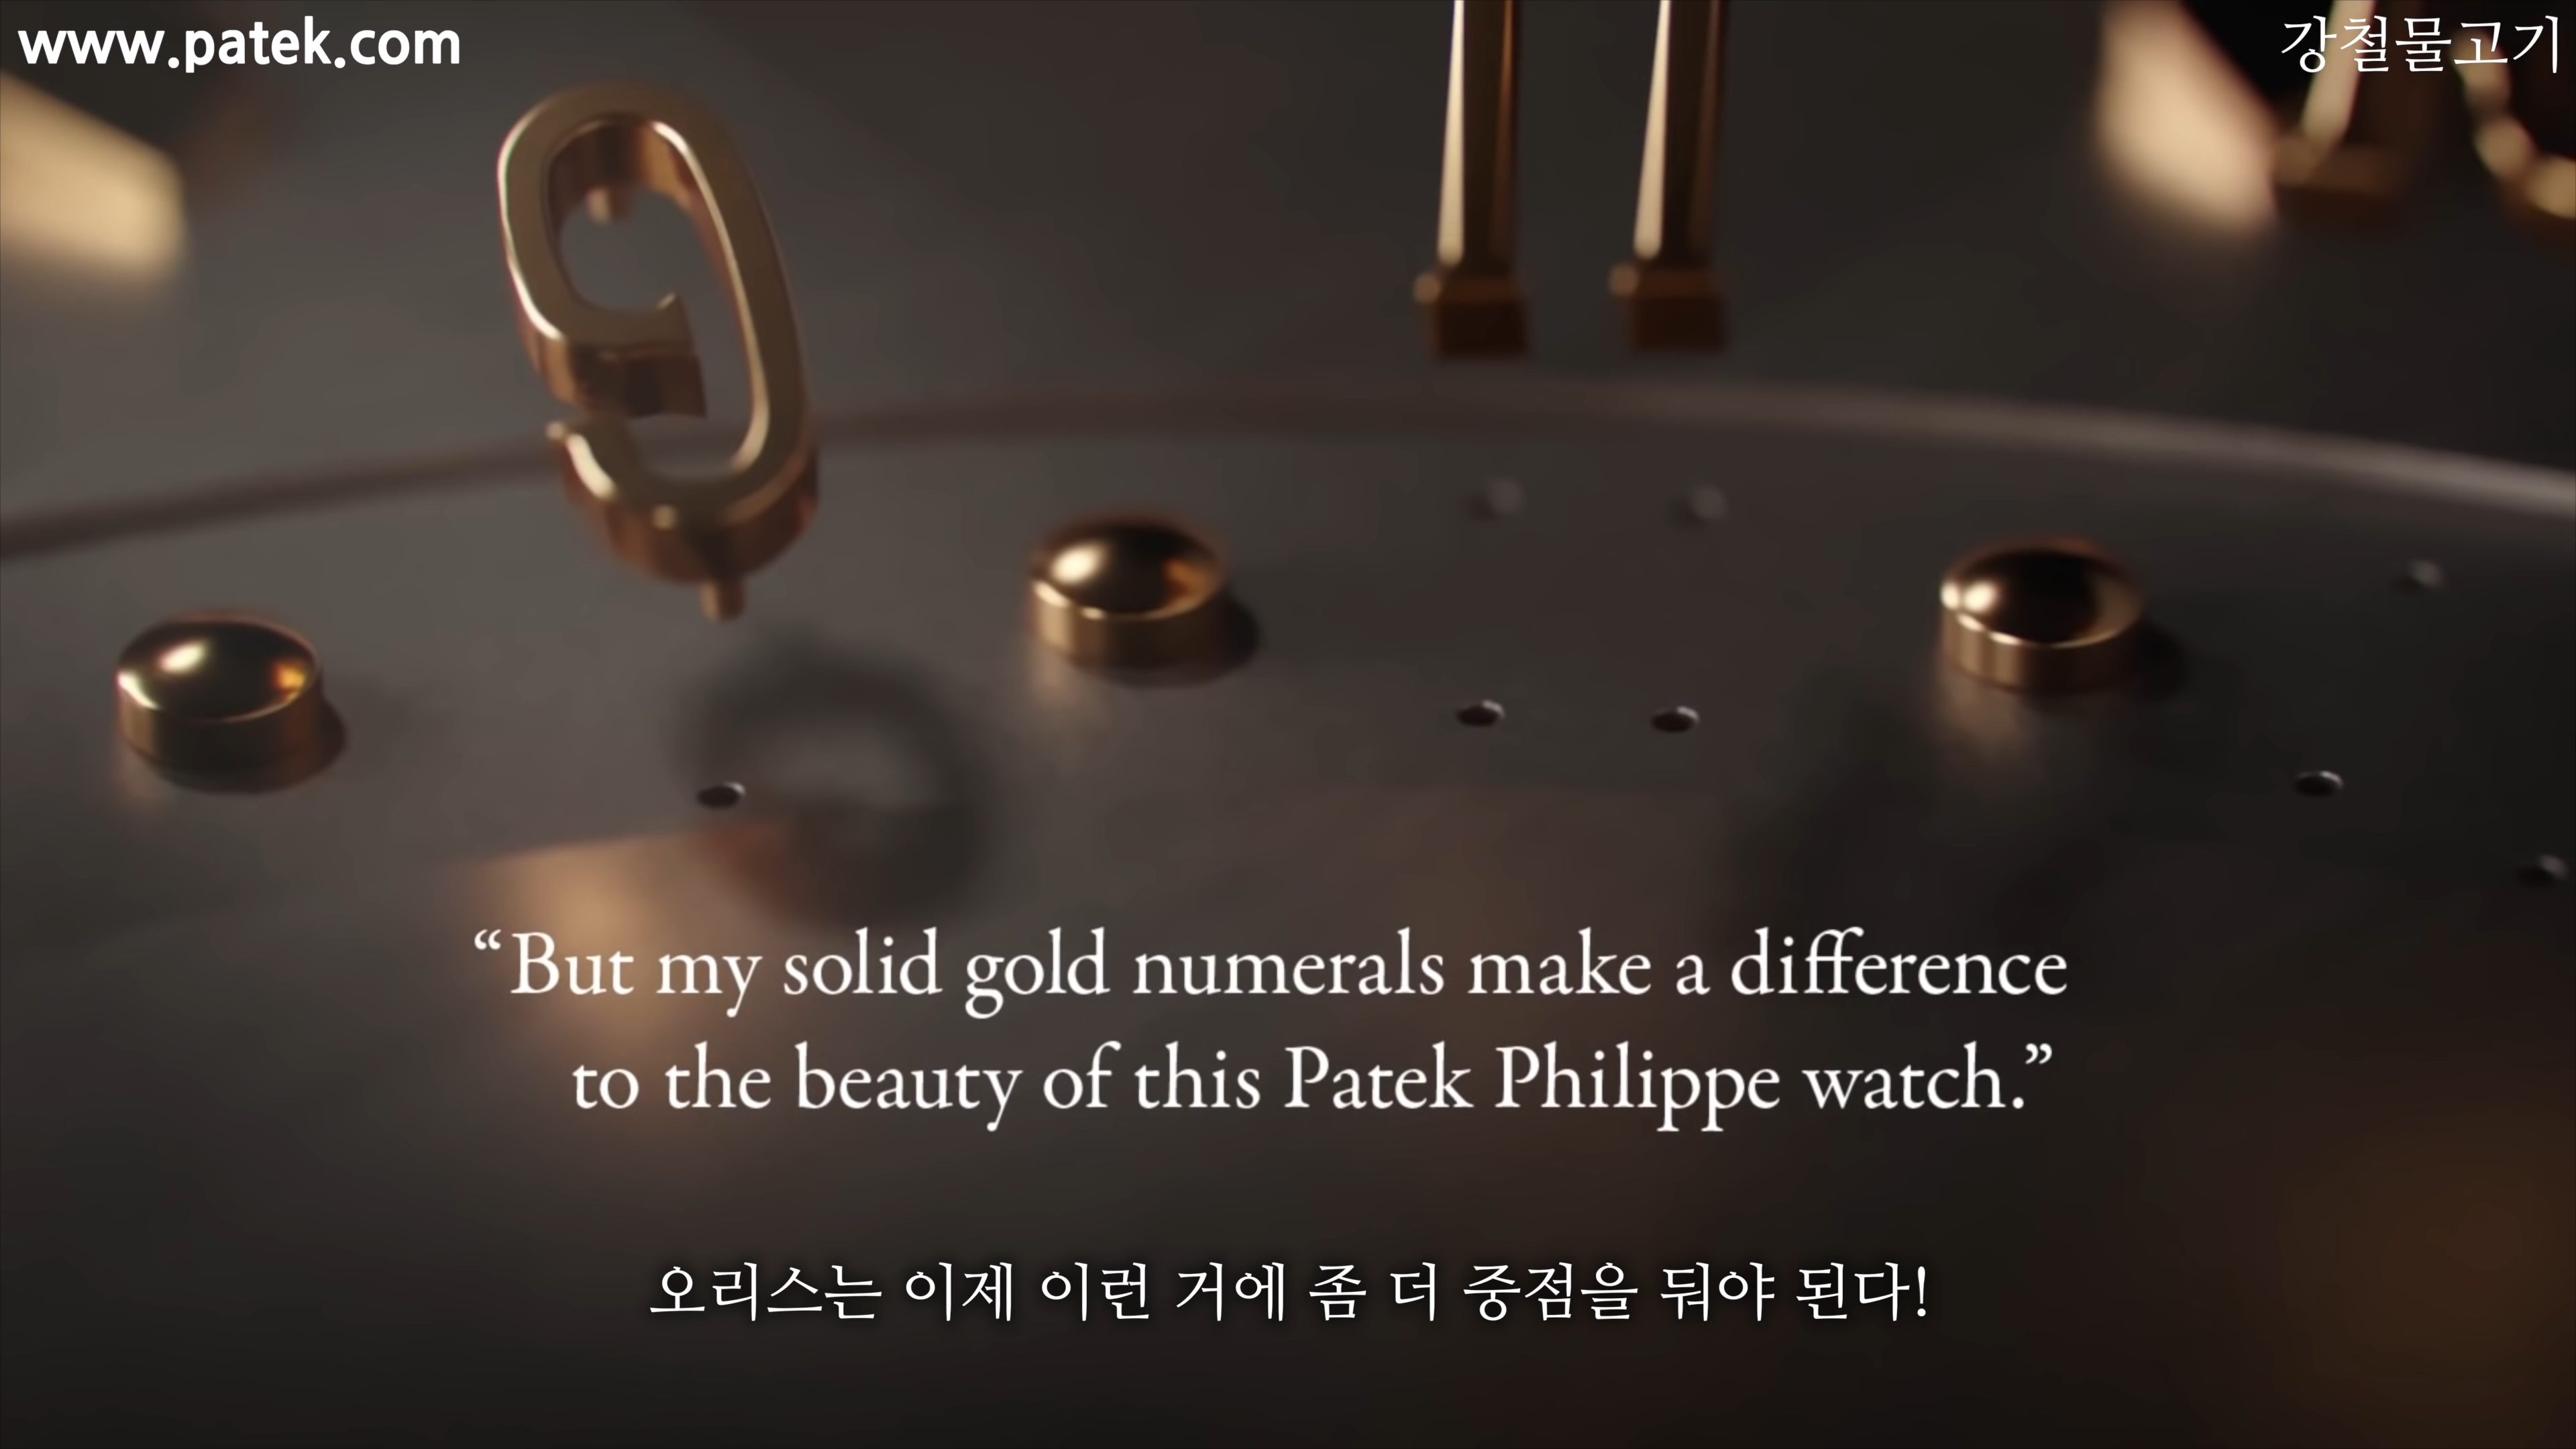 www.patek.com
강철물고기
“But my solid gold numerals make a difference
to the beauty of this Patek Philippe watch.”
오리스는 이제 이런 거에 좀 더 중점을 둬야 된다!